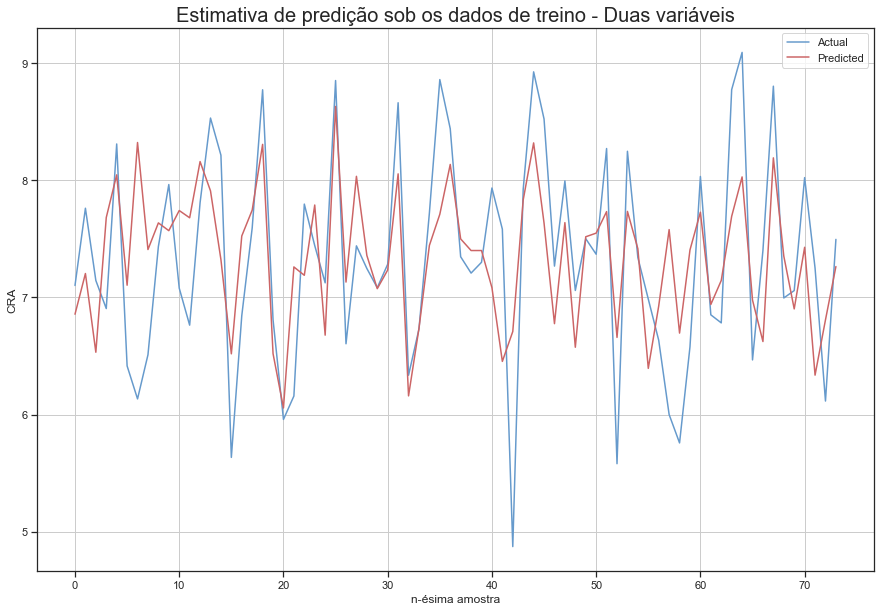 Estimativa de predição sob os dados de treino - Duas variáveis
Actual
Predicted
9
8
7
6
5
CRA
0 10 20 30 40 50 60 70
n-ésima amostra